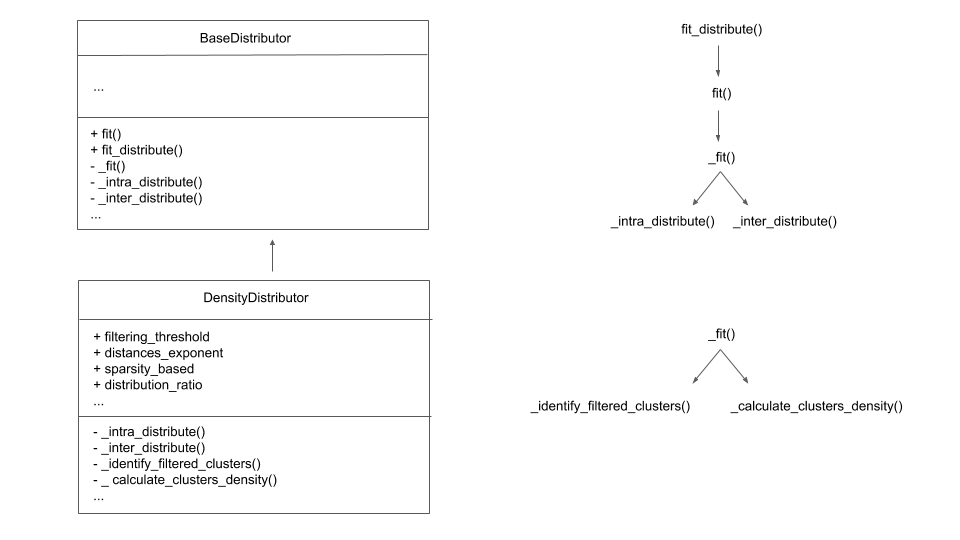 BaseDistributor
...
+ fit()
+ fit_distribute()
- _fit()
- _intra_distribute()
- _inter_distribute()
...
DensityDistributor
+ filtering_threshold
+ distances_exponent
+ sparsity_based
+ distribution_ratio
...
- _intra_distribute()
- _inter_distribute()
- _identify_filtered_clusters()
- _ calculate_clusters_density()
...
fit_distribute()
fit()
_fit()
_intra_distribute() _inter_distribute()
_fit()
_identify_filtered_clusters() _calculate_clusters_density()